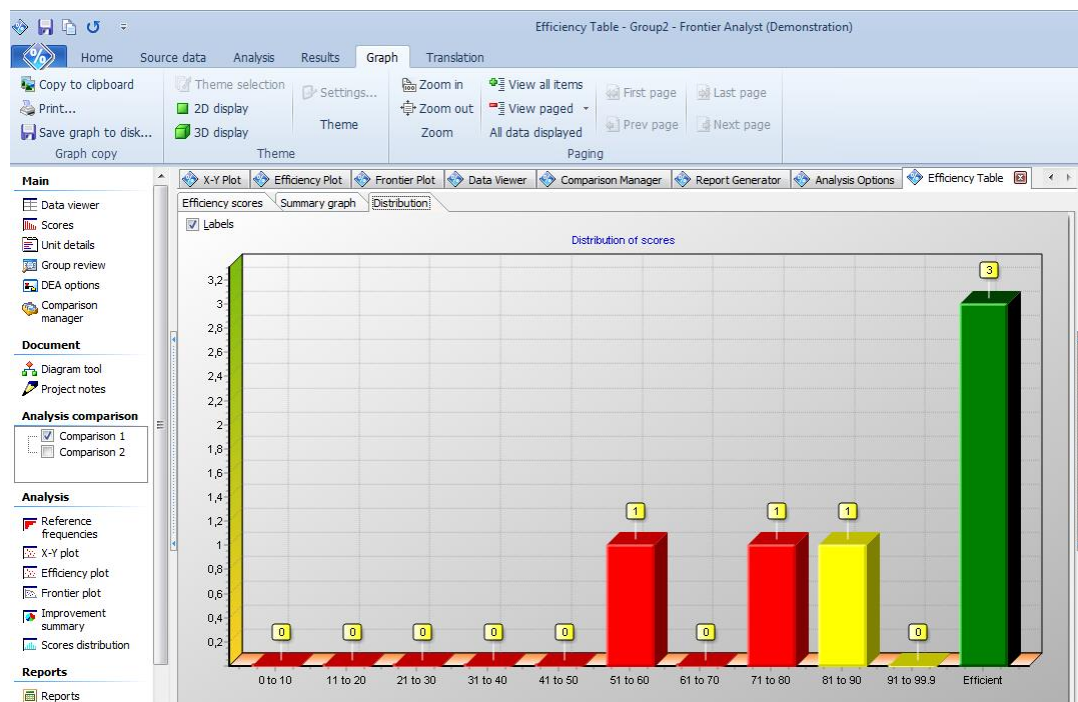 Efficiency Table - Group2 - Frontier Analyst (Demonstration)
Home Source data Analysis Results Graph Translation
Copy to clipboard
Print...
Save graph to disk...
Graph copy
Theme selection
2D display
3D display
Settings...
Theme
Theme
Zoom in
Zoom out
Zoom
View all items
View paged
All data displayed
First page
Prev page
Last page
Next page
Paging
Main
Data viewer
Scores
Unit details
Group review
DEA options
Comparison
manager
Document
Diagram tool
Project notes
Analysis comparison
Comparison 1
Comparison 2
Analysis
Reference
frequencies
X-Y plot
Efficiency plot
Frontier plot
Improvement
summary
Scores distribution
Reports
Reports
X-Y Plot Efficiency Plot Frontier Plot Data Viewer Comparison Manager Report Generator Analysis Options Efficiency Table
Efficiency scores Summary graph Distribution
Labels
Distribution of scores
3,2
3
2,8
2,6
2,4
2,2
2
1,8
1,6
1,4
1,2
1
0,8
0,6
0,4
0,2
0 0 0 0 0 1 0 1 1 0 3
0 to 10 11 to 20 21 to 30 31 to 40 41 to 50 51 to 60 61 to 70 71 to 80 81 to 90 91 to 99.9 Efficient